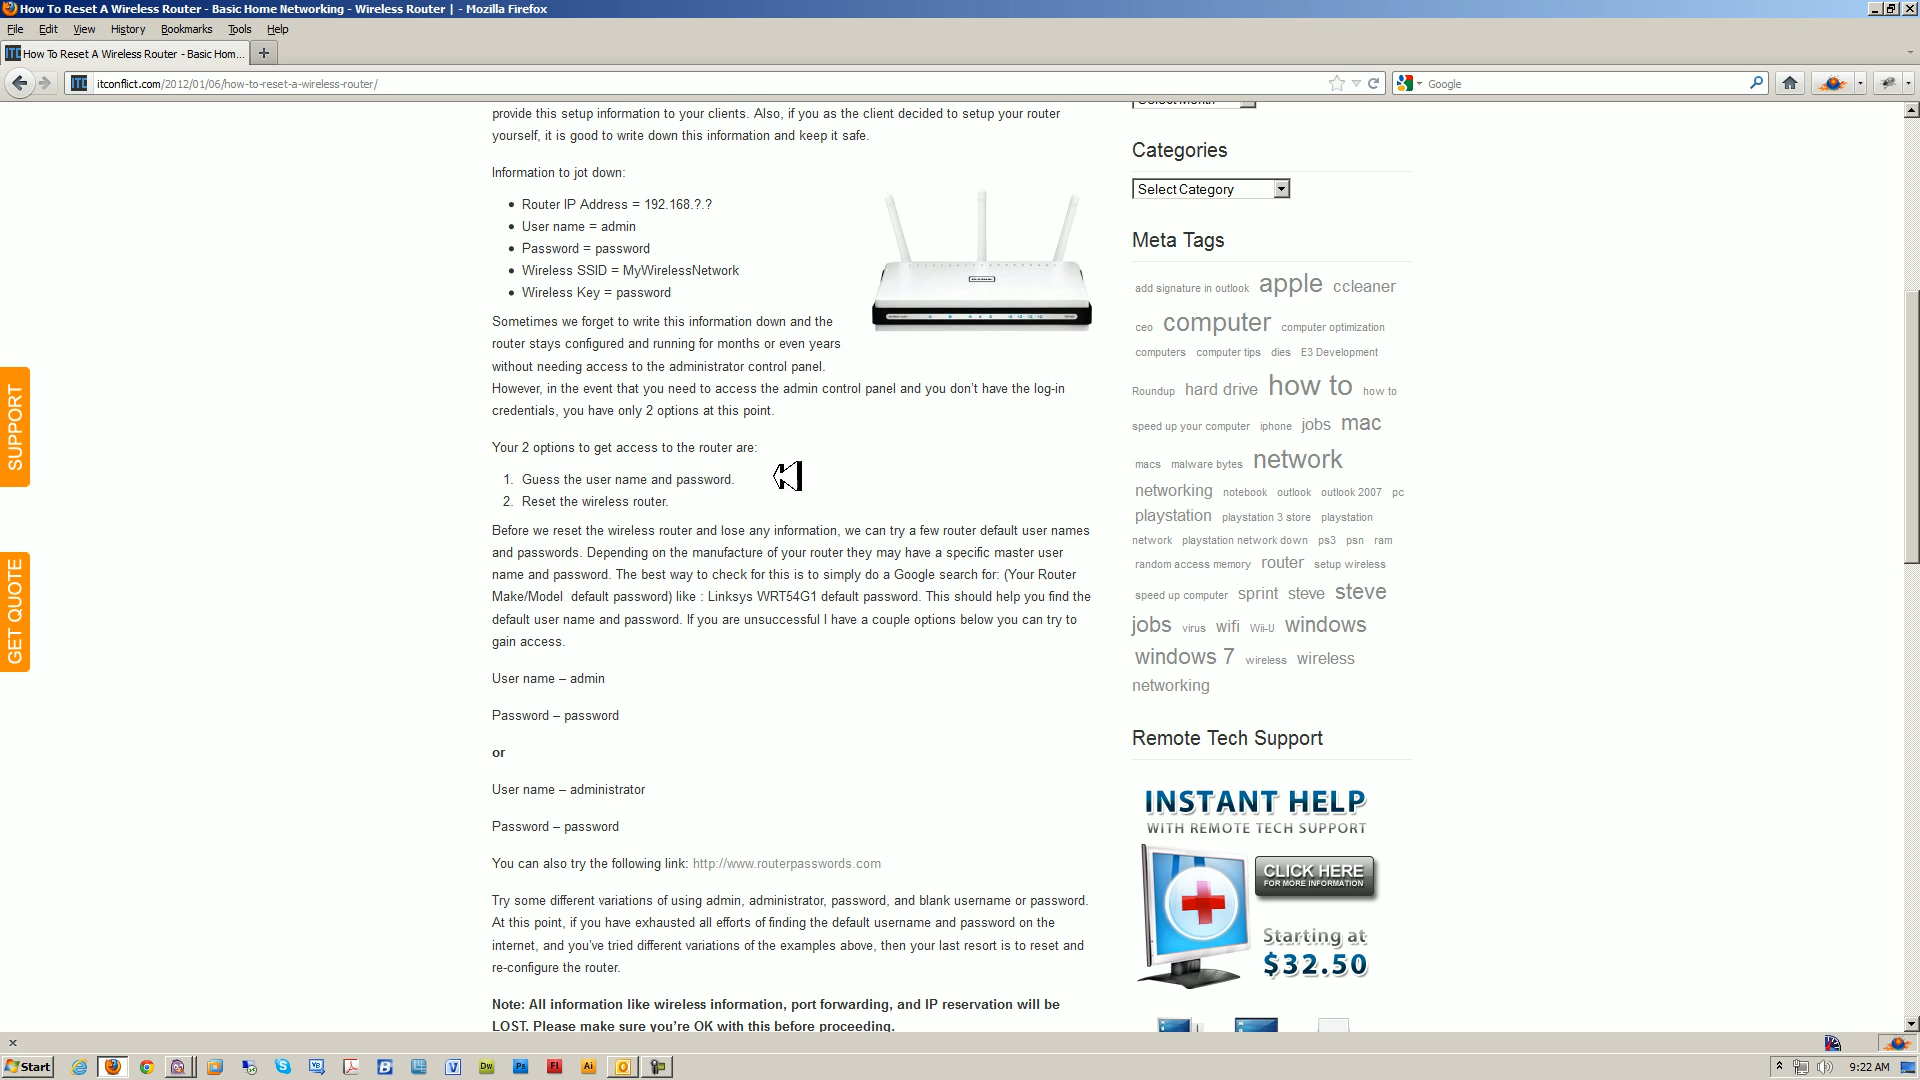 How To Reset A Wireless Router - Basic Home Networking - Wireless Router | - Mozilla Firefox
File Edit View History Bookmarks Tools Help
How To Reset A Wireless Router - Basic Hom...
itconflict.com/2012/01/06/how-to-reset-a-wireless-router/
Google
provide this setup information to your clients. Also, if you as the client decided to setup your router
yourself, it is good to write down this information and keep it safe.
Information to jot down:
• Router IP Address = 192.168.?.?
• User name = admin
• Password = password
• Wireless SSID = MyWirelessNetwork
• Wireless Key = password
Sometimes we forget to write this information down and the
router stays configured and running for months or even years
without needing access to the administrator control panel.
However, in the event that you need to access the admin control panel and you don't have the log-in
credentials, you have only 2 options at this point.
Your 2 options to get access to the router are:
1. Guess the user name and password.
2. Reset the wireless router.
Before we reset the wireless router and lose any information, we can try a few router default user names
and passwords. Depending on the manufacture of your router they may have a specific master user
name and password. The best way to check for this is to simply do a Google search for: (Your Router
Make/Model default password) like : Linksys WRT54G1 default password. This should help you find the
default user name and password. If you are unsuccessful I have a couple options below you can try to
gain access.
User name – admin
Password – password
or
User name – administrator
Password – password
You can also try the following link: http://www.routerpasswords.com
Try some different variations of using admin, administrator, password, and blank username or password.
At this point, if you have exhausted all efforts of finding the default username and password on the
internet, and you've tried different variations of the examples above, then your last resort is to reset and
re-configure the router.
Note: All information like wireless information, port forwarding, and IP reservation will be
LOST. Please make sure you're OK with this before proceeding.
SUPPORT
GET QUOTE
Select Month
Categories
Select Category
Meta Tags
add signature in outlook apple ccleaner
ceo computer computer optimization
computers computer tips dies E3 Development
Roundup hard drive how to how to
speed up your computer iphone jobs mac
macs malware bytes network
networking notebook outlook outlook 2007 pc
playstation playstation 3 store playstation
network playstation network down ps3 psn ram
random access memory router setup wireless
speed up computer sprint steve steve
jobs virus wifi Wii-U windows
windows 7 wireless wireless
networking
Remote Tech Support
INSTANT HELP
WITH REMOTE TECH SUPPORT
CLICK HERE
FOR MORE INFORMATION
Starting at
$32.50
Start
Dw Ps Fl Ai
9:22 AM